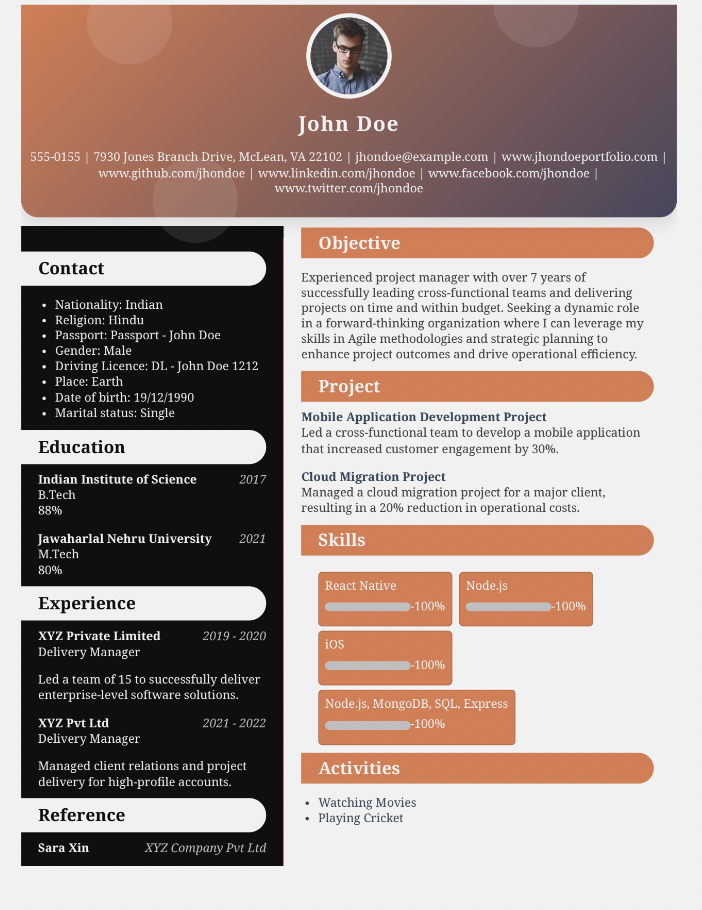 John Doe
555-0155 | 7930 Jones Branch Drive, McLean, VA 22102 | jhondoe@example.com | www.jhondoeportfolio.com |
www.github.com/jhondoe | www.linkedin.com/jhondoe | www.facebook.com/jhondoe |
www.twitter.com/jhondoe
Contact
• Nationality: Indian
• Religion: Hindu
• Passport: Passport - John Doe
• Gender: Male
• Driving Licence: DL - John Doe 1212
• Place: Earth
• Date of birth: 19/12/1990
• Marital status: Single
Education
Indian Institute of Science 2017
B.Tech
88%
Jawaharlal Nehru University 2021
M.Tech
80%
Experience
XYZ Private Limited 2019 - 2020
Delivery Manager
Led a team of 15 to successfully deliver
enterprise-level software solutions.
XYZ Pvt Ltd 2021 - 2022
Delivery Manager
Managed client relations and project
delivery for high-profile accounts.
Reference
Sara Xin XYZ Company Pvt Ltd
Objective
Experienced project manager with over 7 years of
successfully leading cross-functional teams and delivering
projects on time and within budget. Seeking a dynamic role
in a forward-thinking organization where I can leverage my
skills in Agile methodologies and strategic planning to
enhance project outcomes and drive operational efficiency.
Project
Mobile Application Development Project
Led a cross-functional team to develop a mobile application
that increased customer engagement by 30%.
Cloud Migration Project
Managed a cloud migration project for a major client,
resulting in a 20% reduction in operational costs.
Skills
React Native
-100%
Node.js
-100%
iOS
-100%
Node.js, MongoDB, SQL, Express
-100%
Activities
• Watching Movies
• Playing Cricket